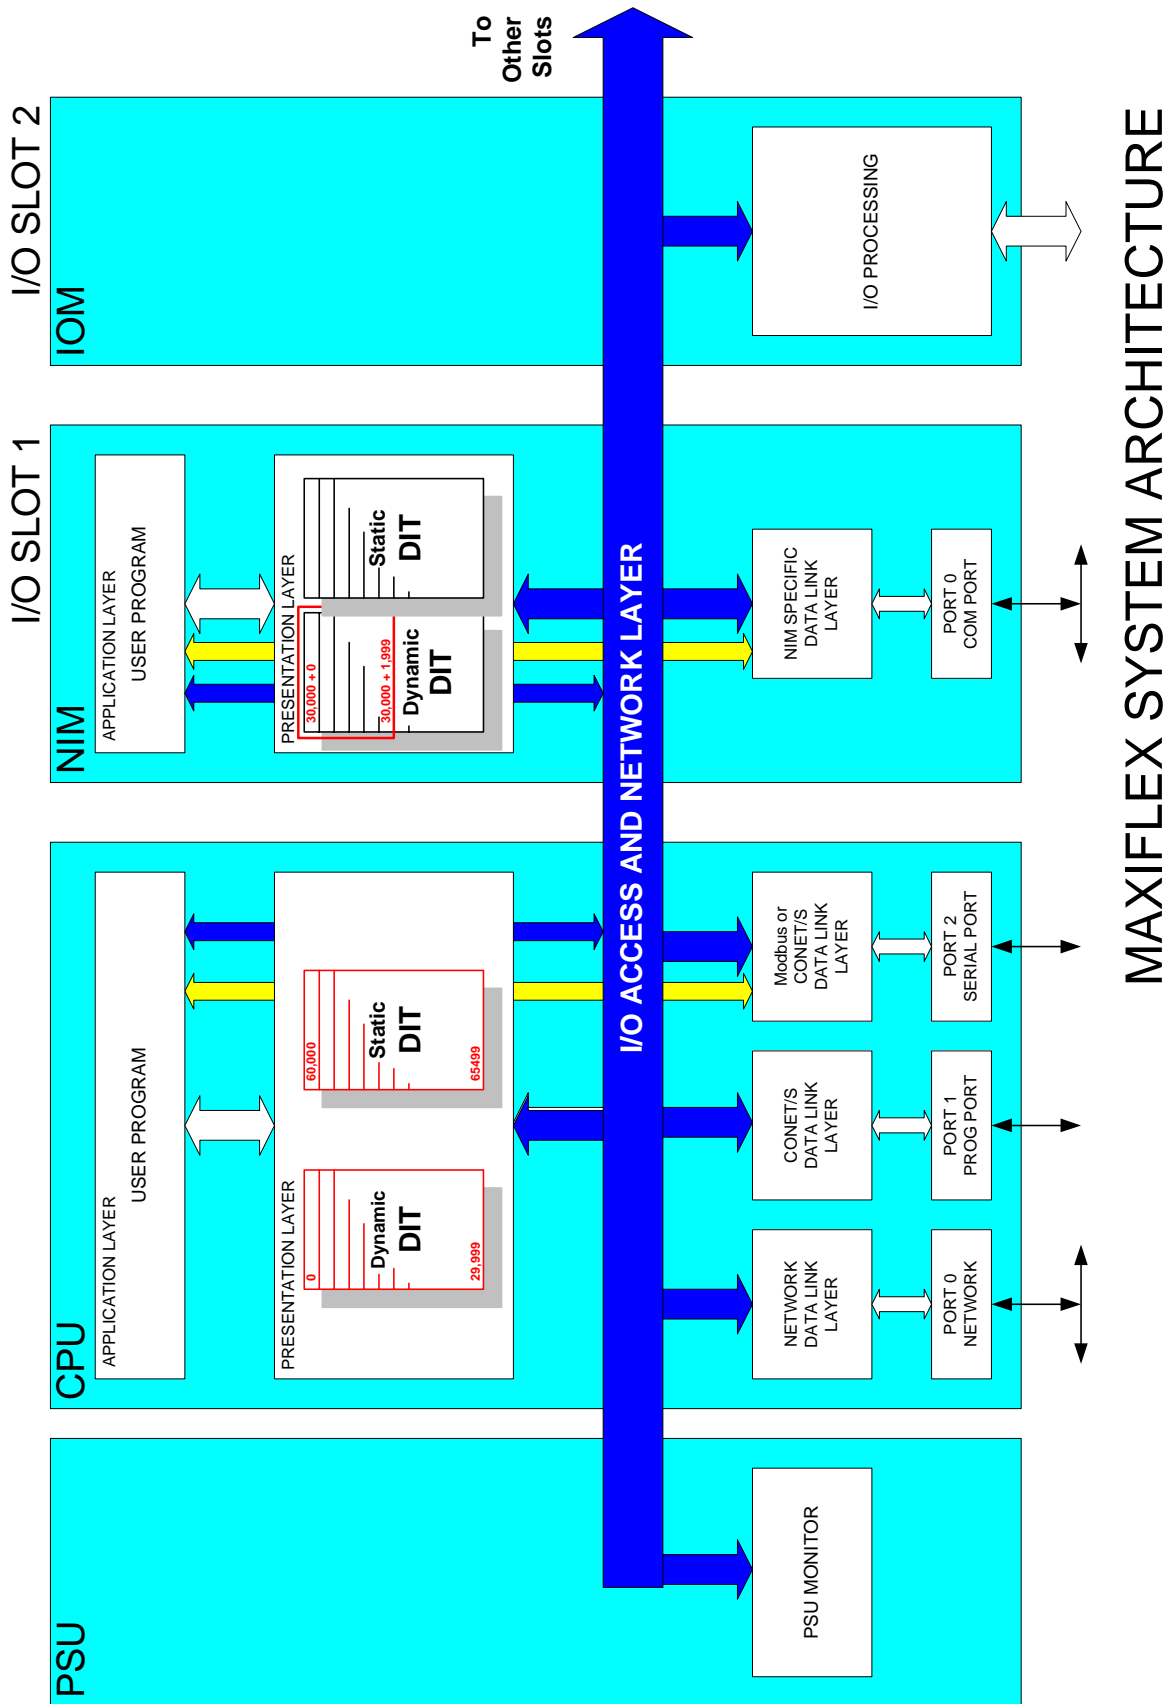 I/O SLOT 1
I/O SLOT 2
PSU
CPU
NIM
IOM
To
Other
Slots
APPLICATION LAYER
USER PROGRAM
APPLICATION LAYER
USER PROGRAM
PRESENTATION LAYER
0
Dynamic
DIT
29,999
60,000
Static
DIT
65499
PRESENTATION LAYER
30,000 + 0
30,000 + 1,999
Dynamic
DIT
Static
DIT
I/O ACCESS AND NETWORK LAYER
PSU MONITOR
NETWORK
DATA LINK
LAYER
CONET/S
DATA LINK
LAYER
Modbus or
CONET/S
DATA LINK
LAYER
NIM SPECIFIC
DATA LINK
LAYER
I/O PROCESSING
PORT 0
NETWORK
PORT 1
PROG PORT
PORT 2
SERIAL PORT
PORT 0
COM PORT
MAXIFLEX SYSTEM ARCHITECTURE